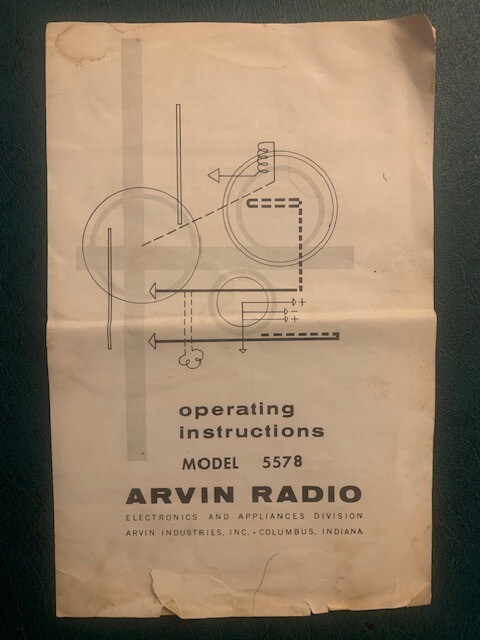 +
−
+
operating
instructions
MODEL 5578
ARVIN RADIO
ELECTRONICS AND APPLIANCES DIVISION
ARVIN INDUSTRIES, INC. • COLUMBUS, INDIANA